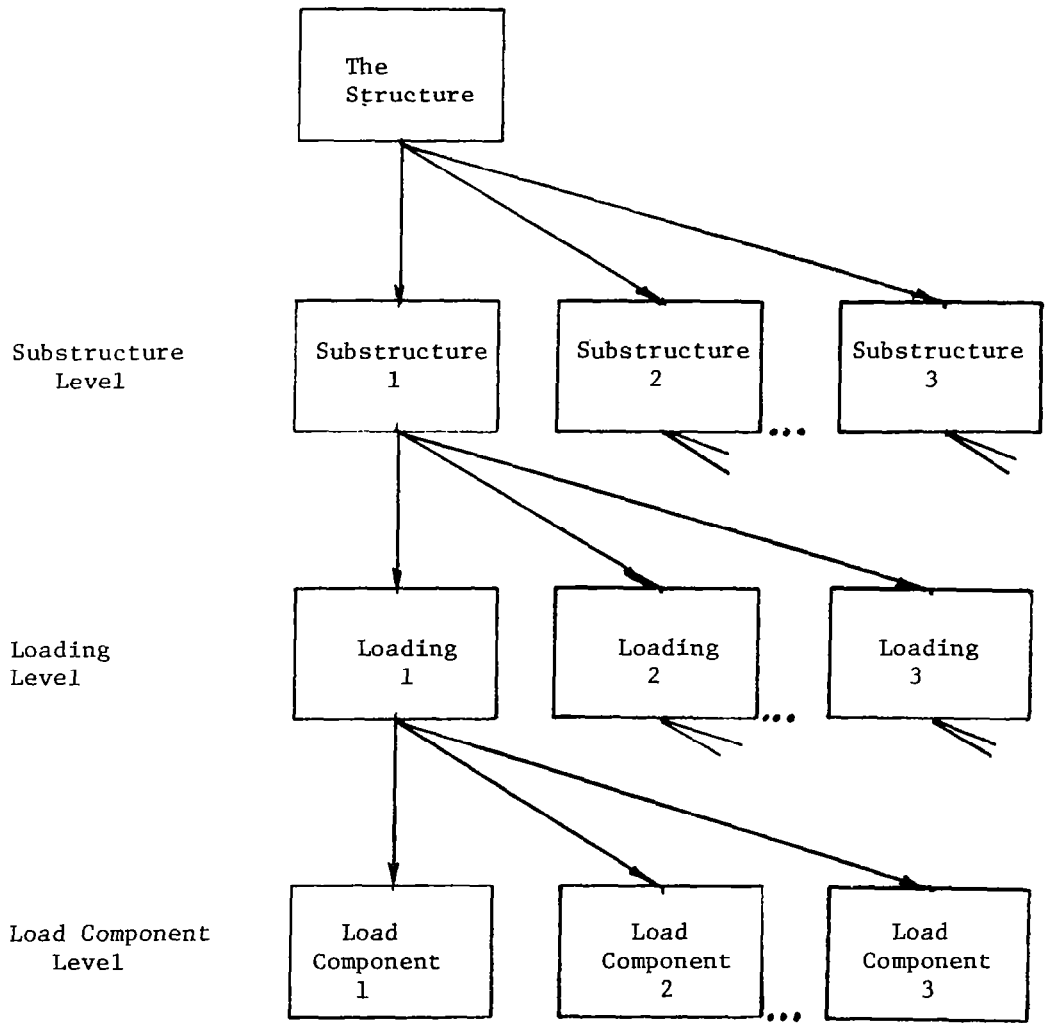 The
Structure
Substructure
Level
Substructure
1
Substructure
2
...
Substructure
3
Loading
Level
Loading
1
Loading
2
...
Loading
3
Load Component
Level
Load
Component
1
Load
Component
2
...
Load
Component
3